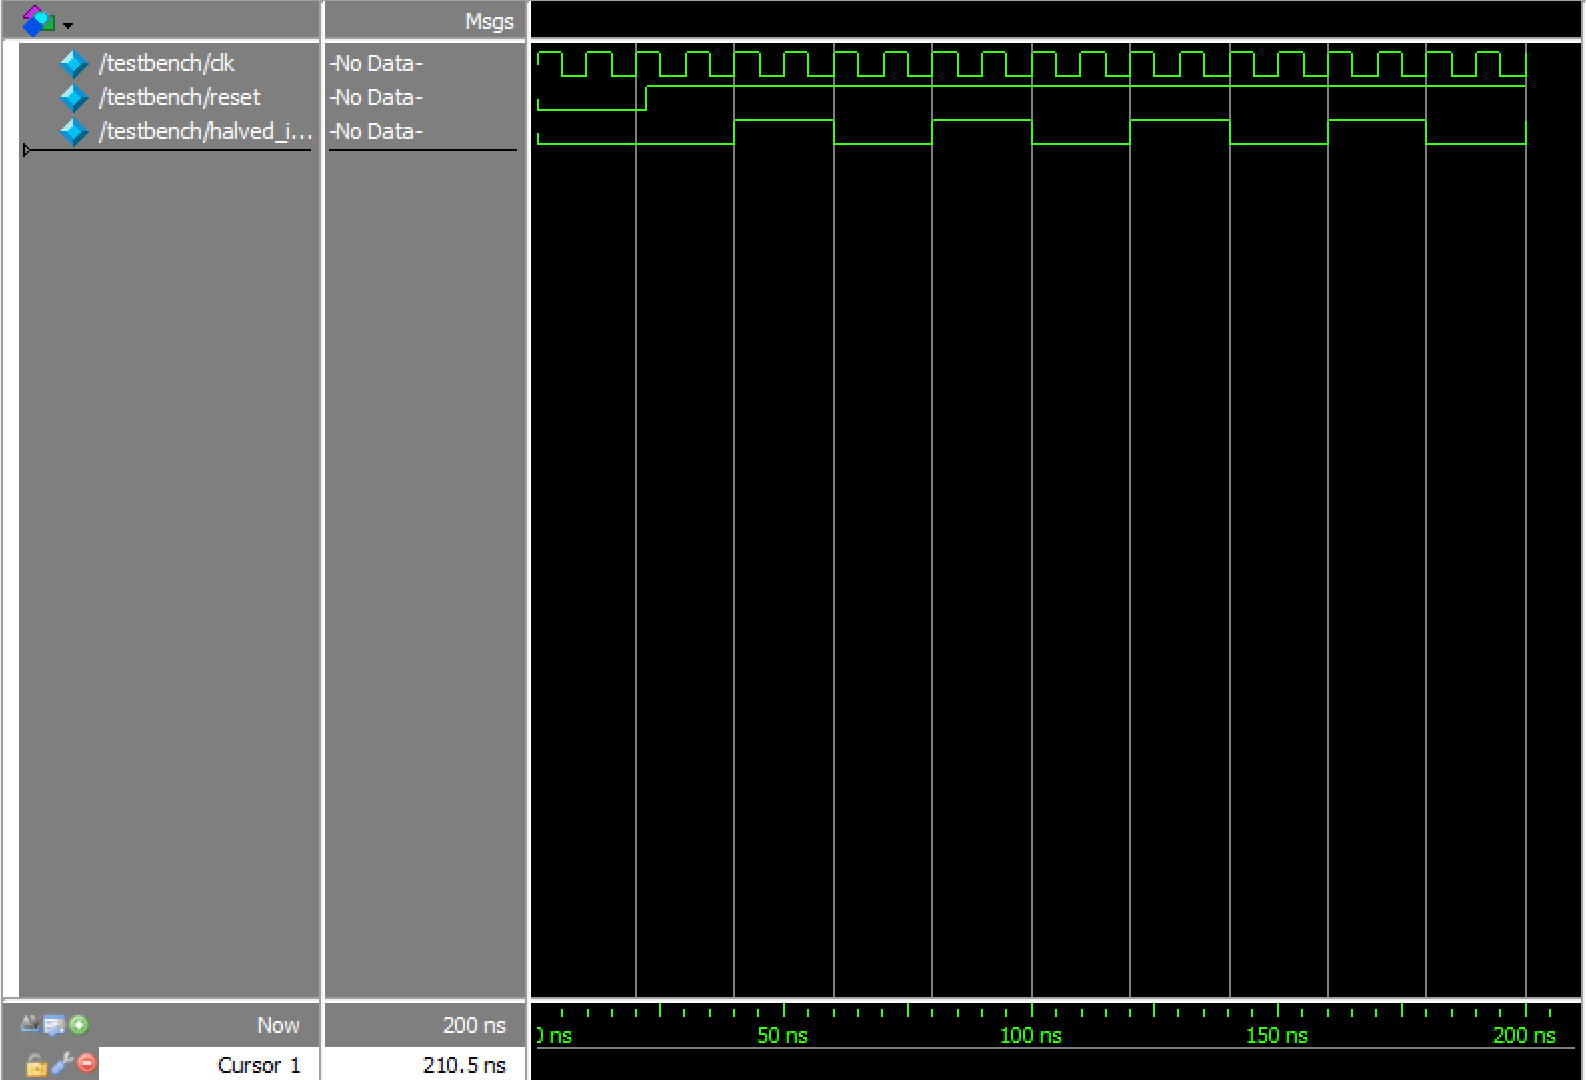 Msgs
/testbench/clk -No Data-
/testbench/reset -No Data-
/testbench/halved_i... -No Data-
Now 200 ns
0 ns 50 ns 100 ns 150 ns 200 ns
Cursor 1 210.5 ns